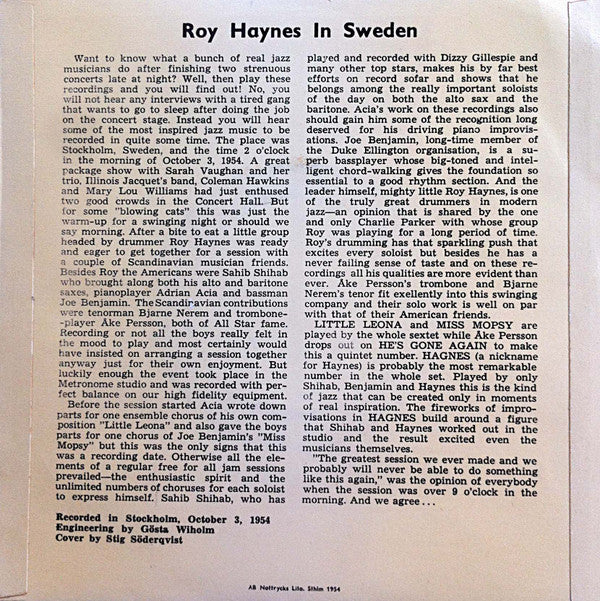 Roy Haynes In Sweden
Want to know what a bunch of real jazz
musicians do after finishing two strenuous
concerts late at night? Well, then play these
recordings and you will find out! No, you
will not hear any interviews with a tired gang
that wants to go to sleep after doing the job
on the concert stage. Instead you will hear
some of the most inspired jazz music to be
recorded in quite some time. The place was
Stockholm, Sweden, and the time 2 o'clock
in the morning of October 3, 1954. A great
package show with Sarah Vaughan and her
trio, Illinois Jacquet's band, Coleman Hawkins
and Mary Lou Williams had just enthused
two good crowds in the Concert Hall. But
for some "blowing cats" this was just the
warm-up for a swinging night or should we
say morning. After a bite to eat a little group
headed by drummer Roy Haynes was ready
and eager to get together for a session with
a couple of Scandinavian musician friends.
Besides Roy the Americans were Sahib Shihab
who brought along both his alto and baritone
saxes, pianoplayer Adrian Acia and bassman
Joe Benjamin. The Scandiravian contributions
were tenorman Bjarne Nerem and trombone-
-player Åke Persson, both of All Star fame.
Recording or not all the boys really felt in
the mood to play and most certainly would
have insisted on arranging a session together
anyway just for their own enjoyment. But
luckily enough the event took place in the
Metronome studio and was recorded with per-
fect balance on our high fidelity equipment.
Before the session started Acia wrote down
parts for one ensemble chorus of his own com-
position "Little Leona" and also gave the boys
parts for one chorus of Joe Benjamin's "Miss
Mopsy" but this was the only signs that this
was a recording date. Otherwise all the ele-
ments of a regular free for all jam sessions
prevailed—the enthusiastic spirit and the
unlimited numbers of choruses for each soloist
to express himself. Sahib Shihab, who has
played and recorded with Dizzy Gillespie and
many other top stars, makes his by far best
efforts on record sofar and shows that he
belongs among the really important soloists
of the day on both the alto sax and the
baritone. Acia's work on these recordings also
should gain him some of the recognition long
deserved for his driving piano improvis-
ations. Joe Benjamin, long-time member of
the Duke Ellington organisation, is a su-
perb bassplayer whose big-toned and intel-
ligent chord-walking gives the foundation so
essential to a good rhythm section. And the
leader himself, mighty little Roy Haynes, is one
of the truly great drummers in modern
jazz—an opinion that is shared by the one
and only Charlie Parker with whose group
Roy was playing for a long period of time.
Roy's drumming has that sparkling push that
excites every soloist but besides he has a
never failing sense of taste and on these re-
cordings all his qualities are more evident than
ever. Åke Persson's trombone and Bjarne
Nerem's tenor fit exellently into this swinging
company and their solo work is well on par
with that of their American friends.
LITTLE LEONA and MISS MOPSY are
played by the whole sextet while Åke Persson
drops out on HE'S GONE AGAIN to make
this a quintet number. HAGNES (a nickname
for Haynes) is probably the most remarkable
number in the whole set. Played by only
Shihab, Benjamin and Haynes this is the kind
of jazz that can be created only in moments
of real inspiration. The fireworks of impro-
visations in HAGNES build around a figure
that Shihab and Haynes worked out in the
studio and the result excited even the
musicians themselves.
"The greatest session we ever made and we
probably will never be able to do something
like this again," was the opinion of everybody
when the session was over 9 o'clock in the
morning. And we agree...
Recorded in Stockholm, October 3, 1954
Engineering by Gösta Wiholm
Cover by Stig Söderqvist
AB Nottrycks Lito. Sthlm 1954